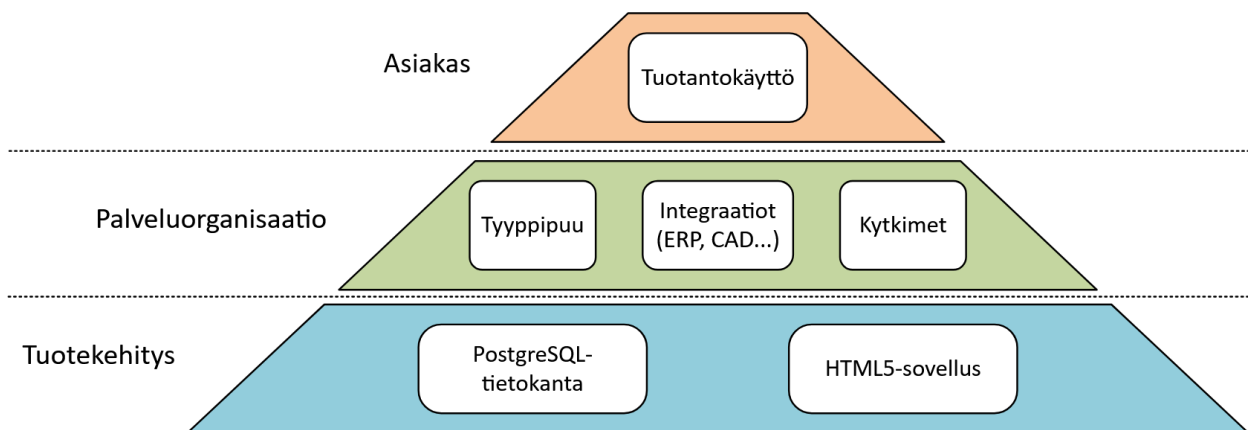 Asiakas
Tuotantokäyttö
Palveluorganisaatio
Tyyppipuu
Integraatiot
(ERP, CAD...)
Kytkimet
Tuotekehitys
PostgreSQL-
tietokanta
HTML5-sovellus